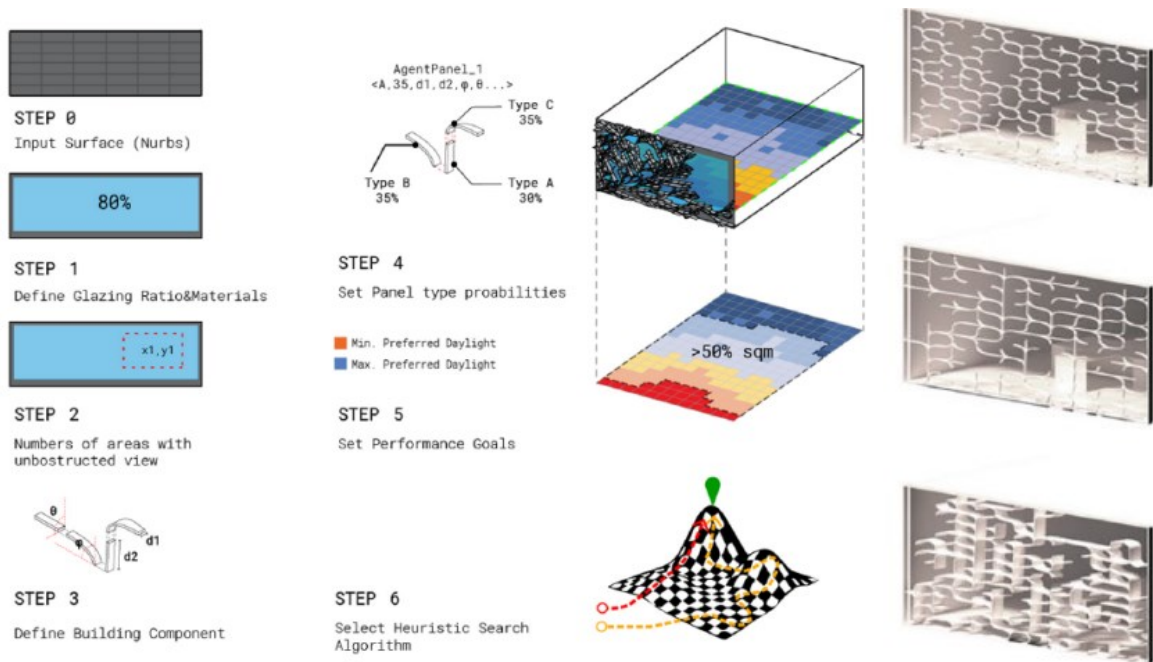 STEP 0
Input Surface (Nurbs)
80%
STEP 1
Define Glazing Ratio&Materials
x1,y1
STEP 2
Numbers of areas with
unbostructed view
θ
φ
d1
d2
STEP 3
Define Building Component
AgentPanel_1
<A,35,d1,d2,φ,θ...>
Type C
35%
Type B
35%
Type A
30%
STEP 4
Set Panel type proabilities
Min. Preferred Daylight
Max. Preferred Daylight
STEP 5
Set Performance Goals
>50% sqm
STEP 6
Select Heuristic Search
Algorithm